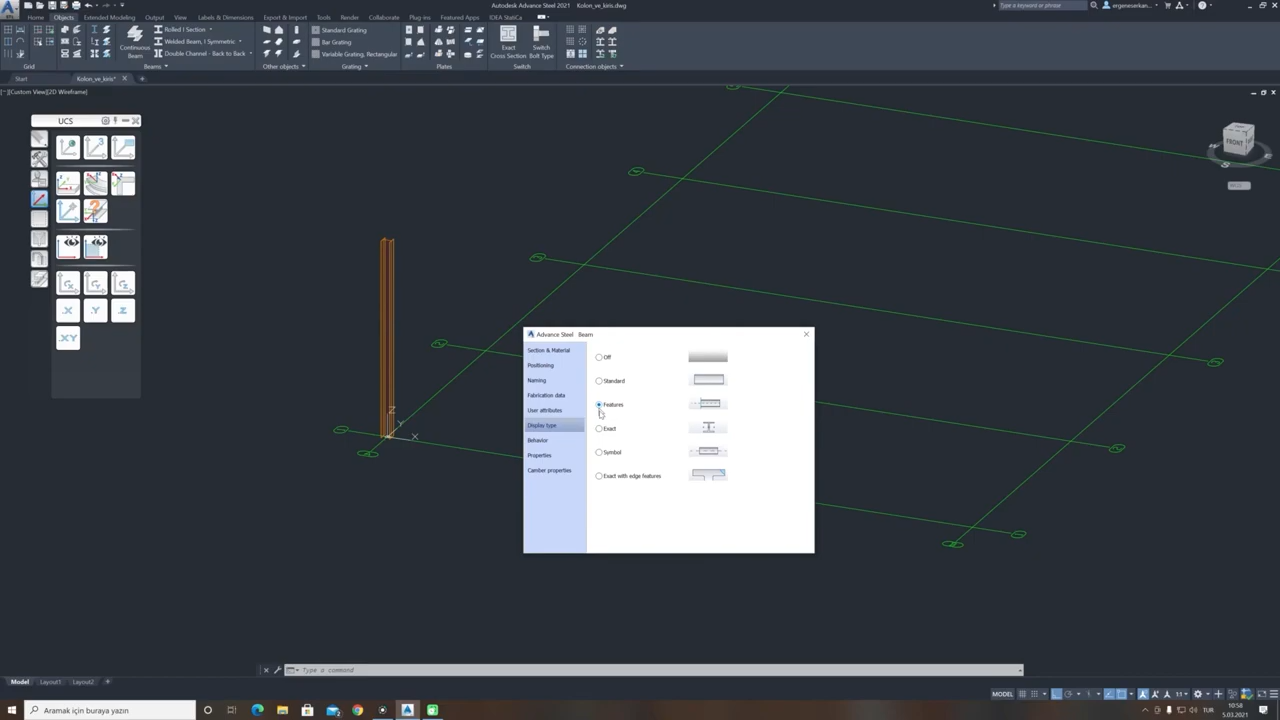 Autodesk Advance Steel 2021   Kolon_ve_kiris.dwg
Type a keyword or phrase
ergeneserkan...
Home Objects Extended Modeling Output View Labels & Dimensions Export & Import Tools Render Collaborate Plug-ins Featured Apps IDEA StatiCa
Continuous Beam
Rolled I Section
Welded Beam, I Symmetric
Double Channel - Back to Back
Standard Grating
Bar Grating
Variable Grating, Rectangular
Exact Cross Section
Switch Bolt Type
Grid
Beams
Other objects
Grating
Plates
Switch
Connection objects
Start
Kolon_ve_kiris*
[−][Custom View][2D Wireframe]
UCS
FRONT
WCS
.X .Y .Z
.XY
Z
Y
X
Advance Steel   Beam
Section & Material
Positioning
Naming
Fabrication data
User attributes
Display type
Behavior
Properties
Camber properties
Off
Standard
Features
Exact
Symbol
Exact with edge features
Type a command
Model Layout1 Layout2
MODEL
Aramak için buraya yazın
TUR
10:58
5.03.2021